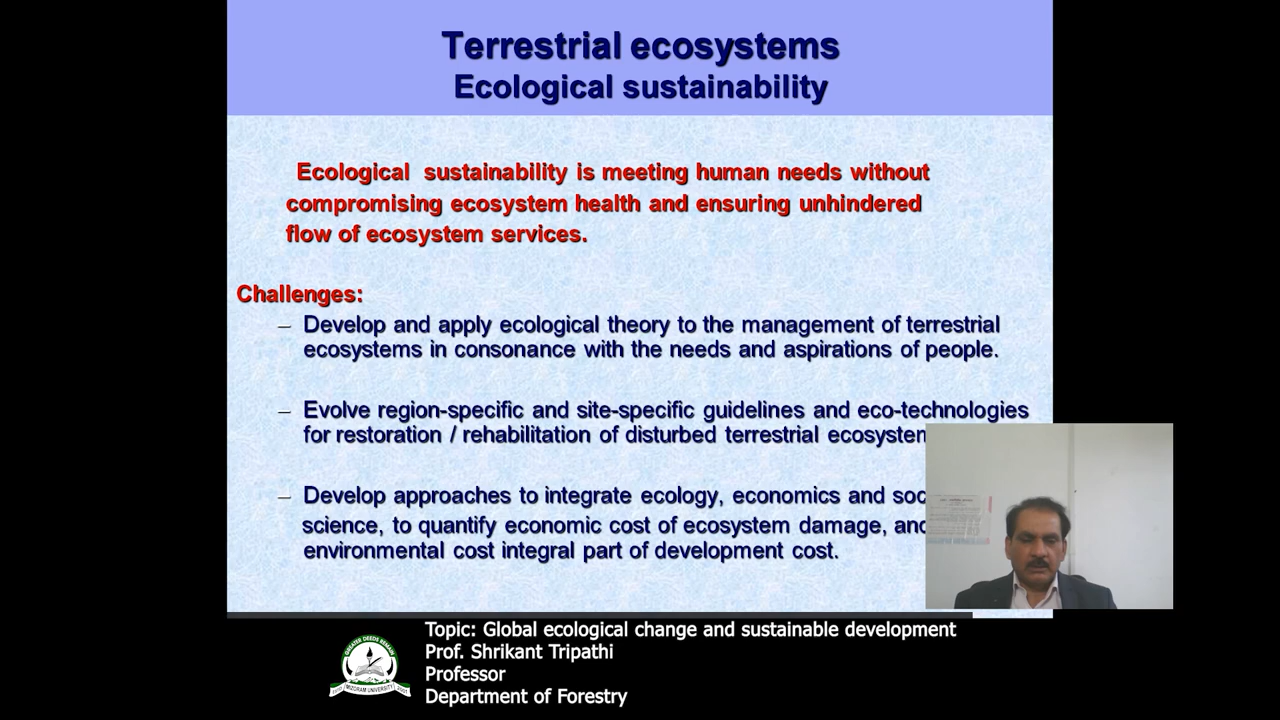 Terrestrial ecosystems
Ecological sustainability
Ecological sustainability is meeting human needs without
compromising ecosystem health and ensuring unhindered
flow of ecosystem services.
Challenges:
– Develop and apply ecological theory to the management of terrestrial
ecosystems in consonance with the needs and aspirations of people.
– Evolve region-specific and site-specific guidelines and eco-technologies
for restoration / rehabilitation of disturbed terrestrial ecosystem
– Develop approaches to integrate ecology, economics and soc
science, to quantify economic cost of ecosystem damage, and
environmental cost integral part of development cost.
Topic: Global ecological change and sustainable development
Prof. Shrikant Tripathi
Professor
Department of Forestry
GREATER DEEDS REMAIN
MIZORAM UNIVERSITY